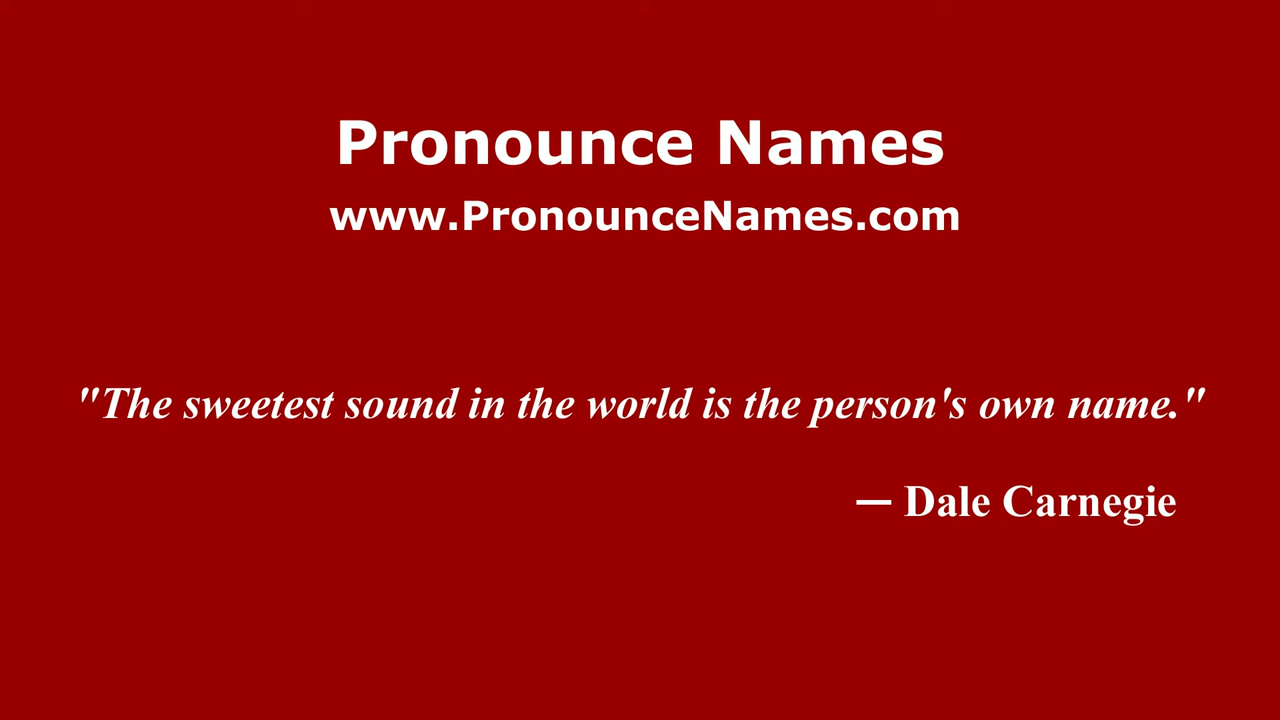 Pronounce Names
www.PronounceNames.com
"The sweetest sound in the world is the person's own name."
— Dale Carnegie